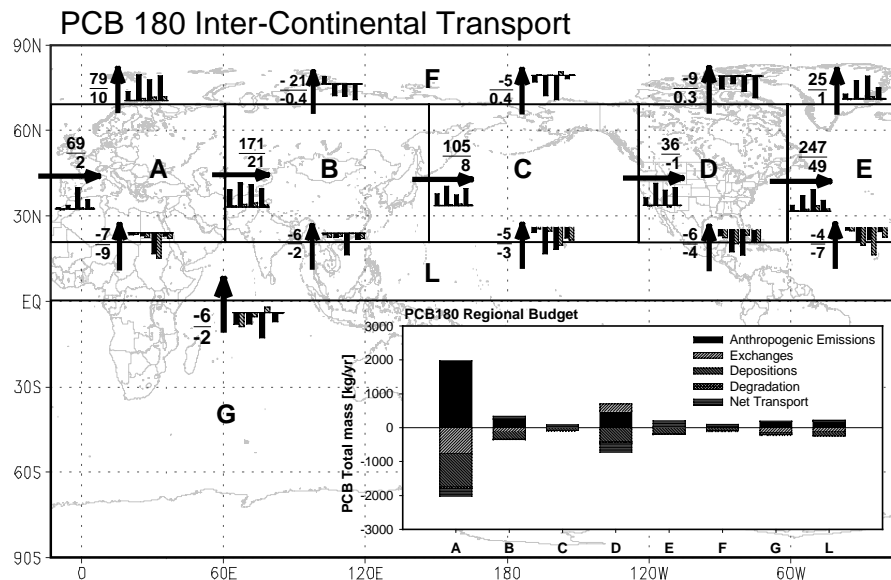 PCB 180 Inter-Continental Transport
90N
60N
30N
EQ
30S
60S
90S
79
10
- 21
-0.4
F
-5
0.4
-9
0.3
25
1
69
2
A
171
21
B
105
8
C
36
-1
D
247
49
E
-7
-9
-6
-2
-5
-3
-6
-4
-4
-7
L
-6
-2
G
PCB180 Regional Budget
3000
2000
1000
0
-1000
-2000
-3000
PCB Total mass [kg/yr]
Anthropogenic Emissions
Exchanges
Depositions
Degradation
Net Transport
A B C D E F G L
0 60E 120E 180 120W 60W